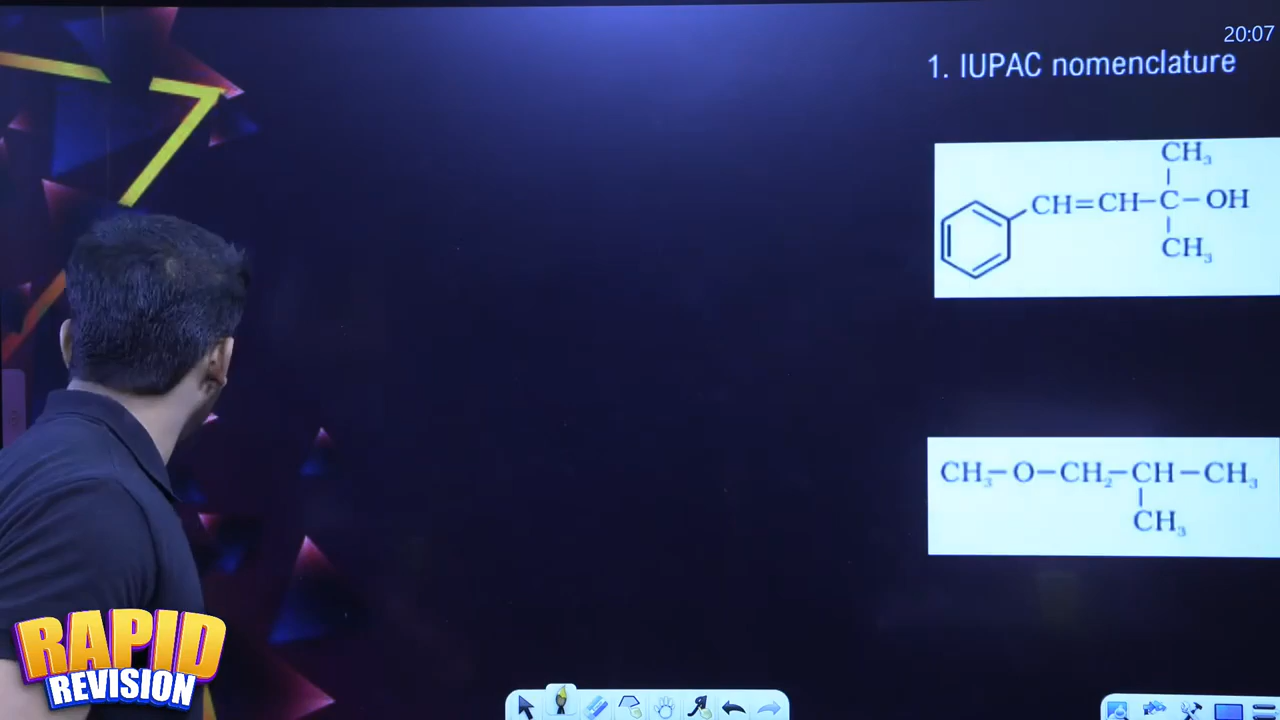 20:07
1. IUPAC nomenclature
CH₃
CH=CH–C–OH
CH₃
CH₃–O–CH₂–CH–CH₃
CH₃
RAPID
REVISION